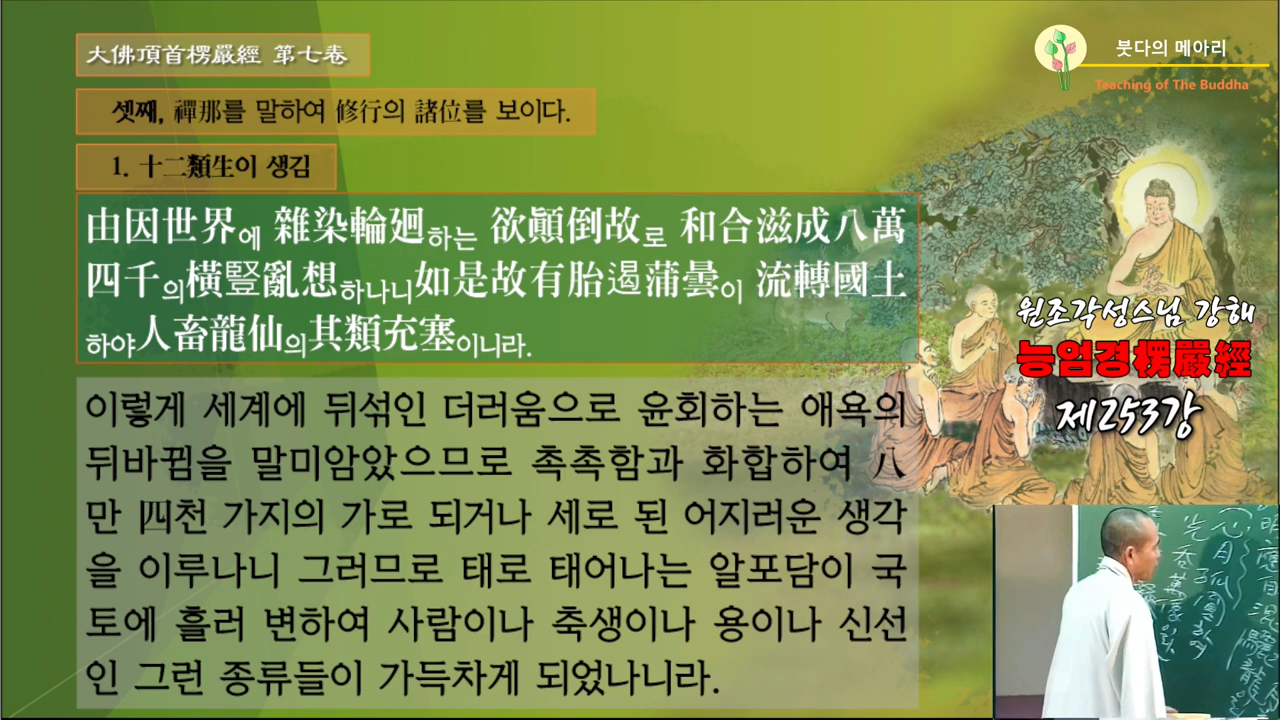 大佛頂首楞嚴經 第七卷
셋째, 禪那를 말하여 修行의 諸位를 보이다.
1. 十二類生이 생김
由因世界에 雜染輪廻하는 欲顚倒故로 和合滋成八萬
四千의橫竪亂想하나니如是故有胎遏蒲曇이 流轉國土
하야人畜龍仙의其類充塞이니라.
이렇게 세계에 뒤섞인 더러움으로 윤회하는 애욕의
뒤바뀜을 말미암았으므로 촉촉함과 화합하여 八
만 四천 가지의 가로 되거나 세로 된 어지러운 생각
을 이루나니 그러므로 태로 태어나는 알포담이 국
토에 흘러 변하여 사람이나 축생이나 용이나 신선
인 그런 종류들이 가득차게 되었나니라.
붓다의 메아리
Teaching of The Buddha
원조각성스님 강해
능엄경楞嚴經
제253강
心月孤圓
光呑萬